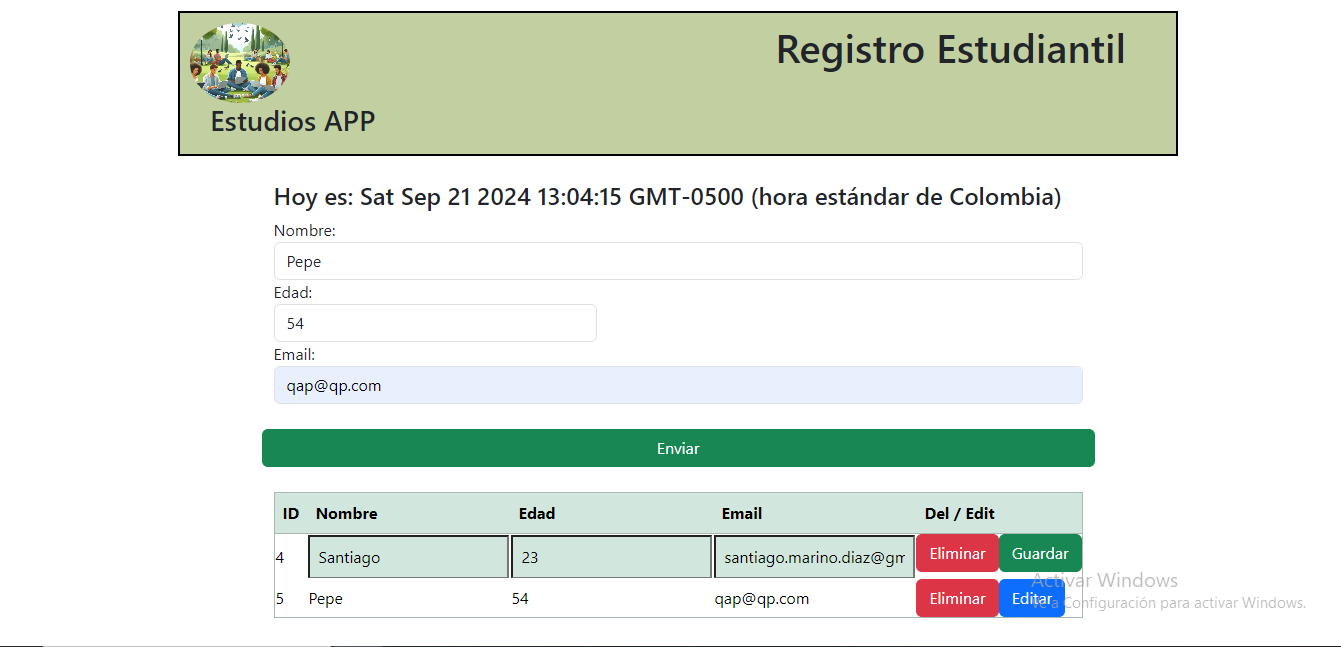 Registro Estudiantil
Estudios APP
Hoy es: Sat Sep 21 2024 13:04:15 GMT-0500 (hora estándar de Colombia)
Nombre:
Pepe
Edad:
54
Email:
qap@qp.com
Enviar
ID Nombre Edad Email Del / Edit
4 Santiago 23 santiago.marino.diaz@gm Eliminar Guardar
5 Pepe 54 qap@qp.com Eliminar Editar
Activar Windows
Ve a Configuración para activar Windows.